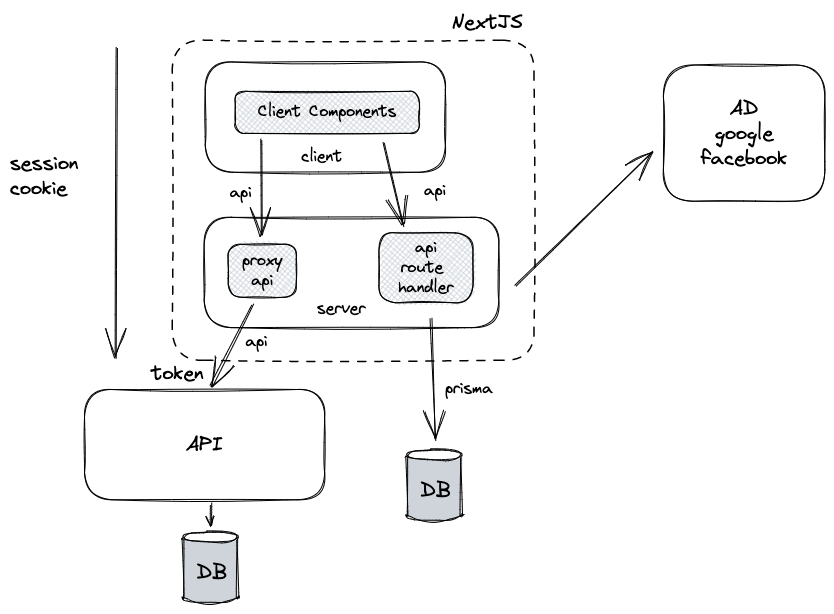 NextJS
Client Components
client
AD
google
facebook
session
cookie
api
api
proxy
api
api
route
handler
server
api
token
prisma
API
DB
DB